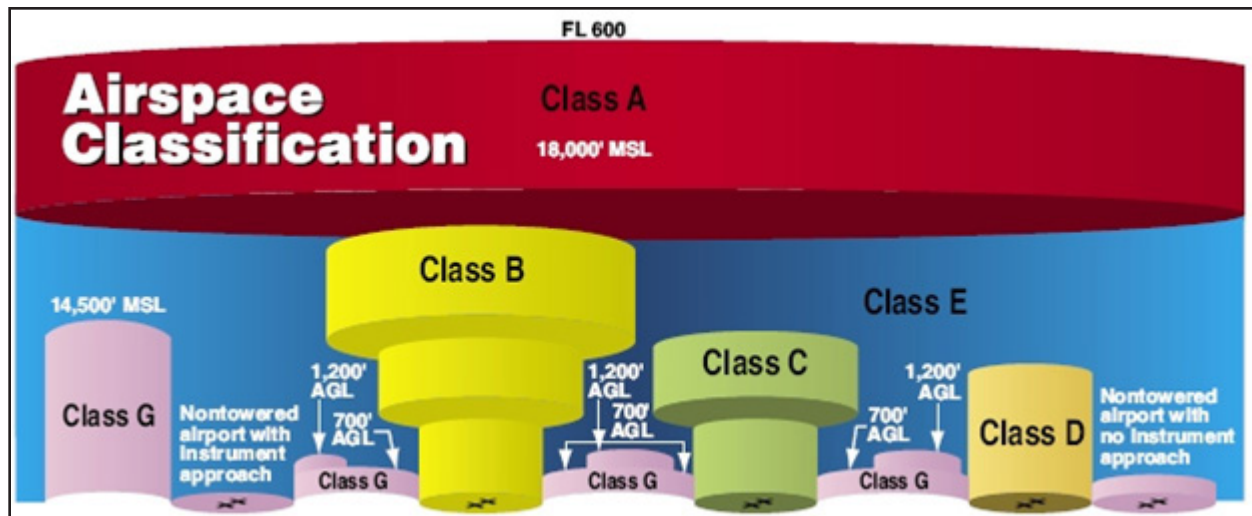 FL 600
Airspace
Classification
Class A
18,000' MSL
Class B
14,500' MSL
Class E
Class G
Nontowered
airport with
Instrument
approach
1,200'
AGL
700'
AGL
Class G
1,200'
AGL
700'
AGL
Class G
Class C
1,200'
AGL
700'
AGL
Class G
Class D
Nontowered
airport with
no Instrument
approach